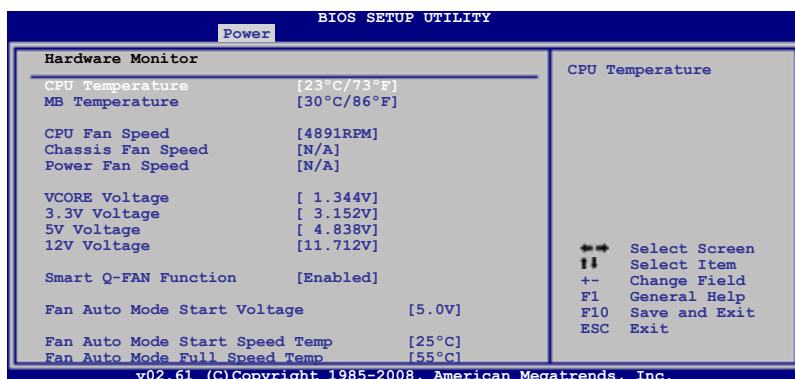 BIOS SETUP UTILITY
Power
Hardware Monitor
CPU Temperature [23°C/73°F]
MB Temperature [30°C/86°F]
CPU Fan Speed [4891RPM]
Chassis Fan Speed [N/A]
Power Fan Speed [N/A]
VCORE Voltage [ 1.344V]
3.3V Voltage [ 3.152V]
5V Voltage [ 4.838V]
12V Voltage [11.712V]
Smart Q-FAN Function [Enabled]
Fan Auto Mode Start Voltage [5.0V]
Fan Auto Mode Start Speed Temp [25°C]
Fan Auto Mode Full Speed Temp [55°C]
CPU Temperature
←→ Select Screen
↑↓ Select Item
+- Change Field
F1 General Help
F10 Save and Exit
ESC Exit
v02.61 (C)Copyright 1985-2008, American Megatrends, Inc.